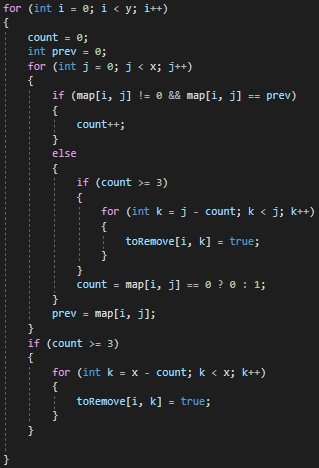 for (int i = 0; i < y; i++)
{
    count = 0;
    int prev = 0;
    for (int j = 0; j < x; j++)
    {
        if (map[i, j] != 0 && map[i, j] == prev)
        {
            count++;
        }
        else
        {
            if (count >= 3)
            {
                for (int k = j - count; k < j; k++)
                {
                    toRemove[i, k] = true;
                }
            }
            count = map[i, j] == 0 ? 0 : 1;
        }
        prev = map[i, j];
    }
    if (count >= 3)
    {
        for (int k = x - count; k < x; k++)
        {
            toRemove[i, k] = true;
        }
    }
}